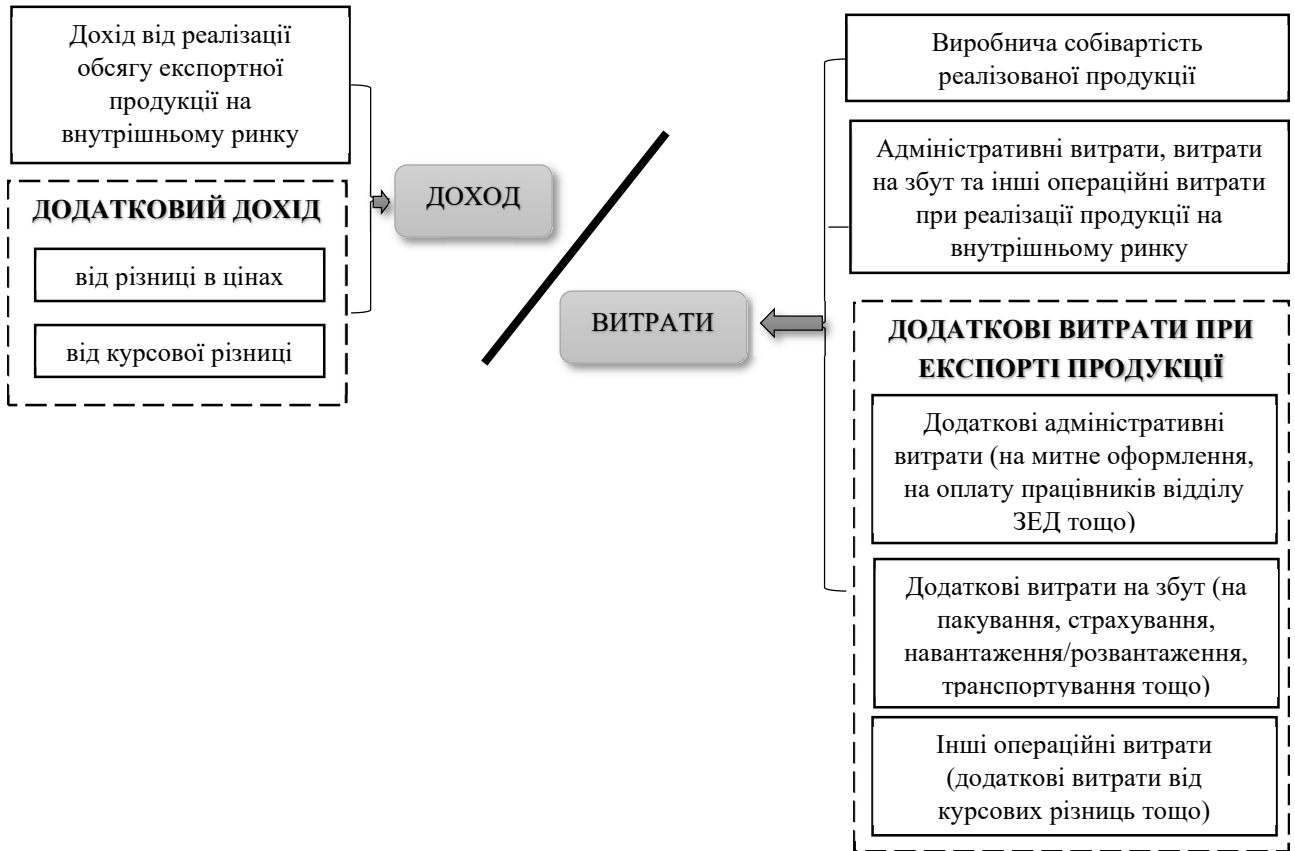 Дохід від реалізації
обсягу експортної
продукції на
внутрішньому ринку
ДОДАТКОВИЙ ДОХІД
від різниці в цінах
від курсової різниці
ДОХОД
ВИТРАТИ
Виробнича собівартість
реалізованої продукції
Адміністративні витрати, витрати
на збут та інші операційні витрати
при реалізації продукції на
внутрішньому ринку
ДОДАТКОВІ ВИТРАТИ ПРИ
ЕКСПОРТІ ПРОДУКЦІЇ
Додаткові адміністративні
витрати (на митне оформлення,
на оплату працівників відділу
ЗЕД тощо)
Додаткові витрати на збут (на
пакування, страхування,
навантаження/розвантаження,
транспортування тощо)
Інші операційні витрати
(додаткові витрати від
курсових різниць тощо)